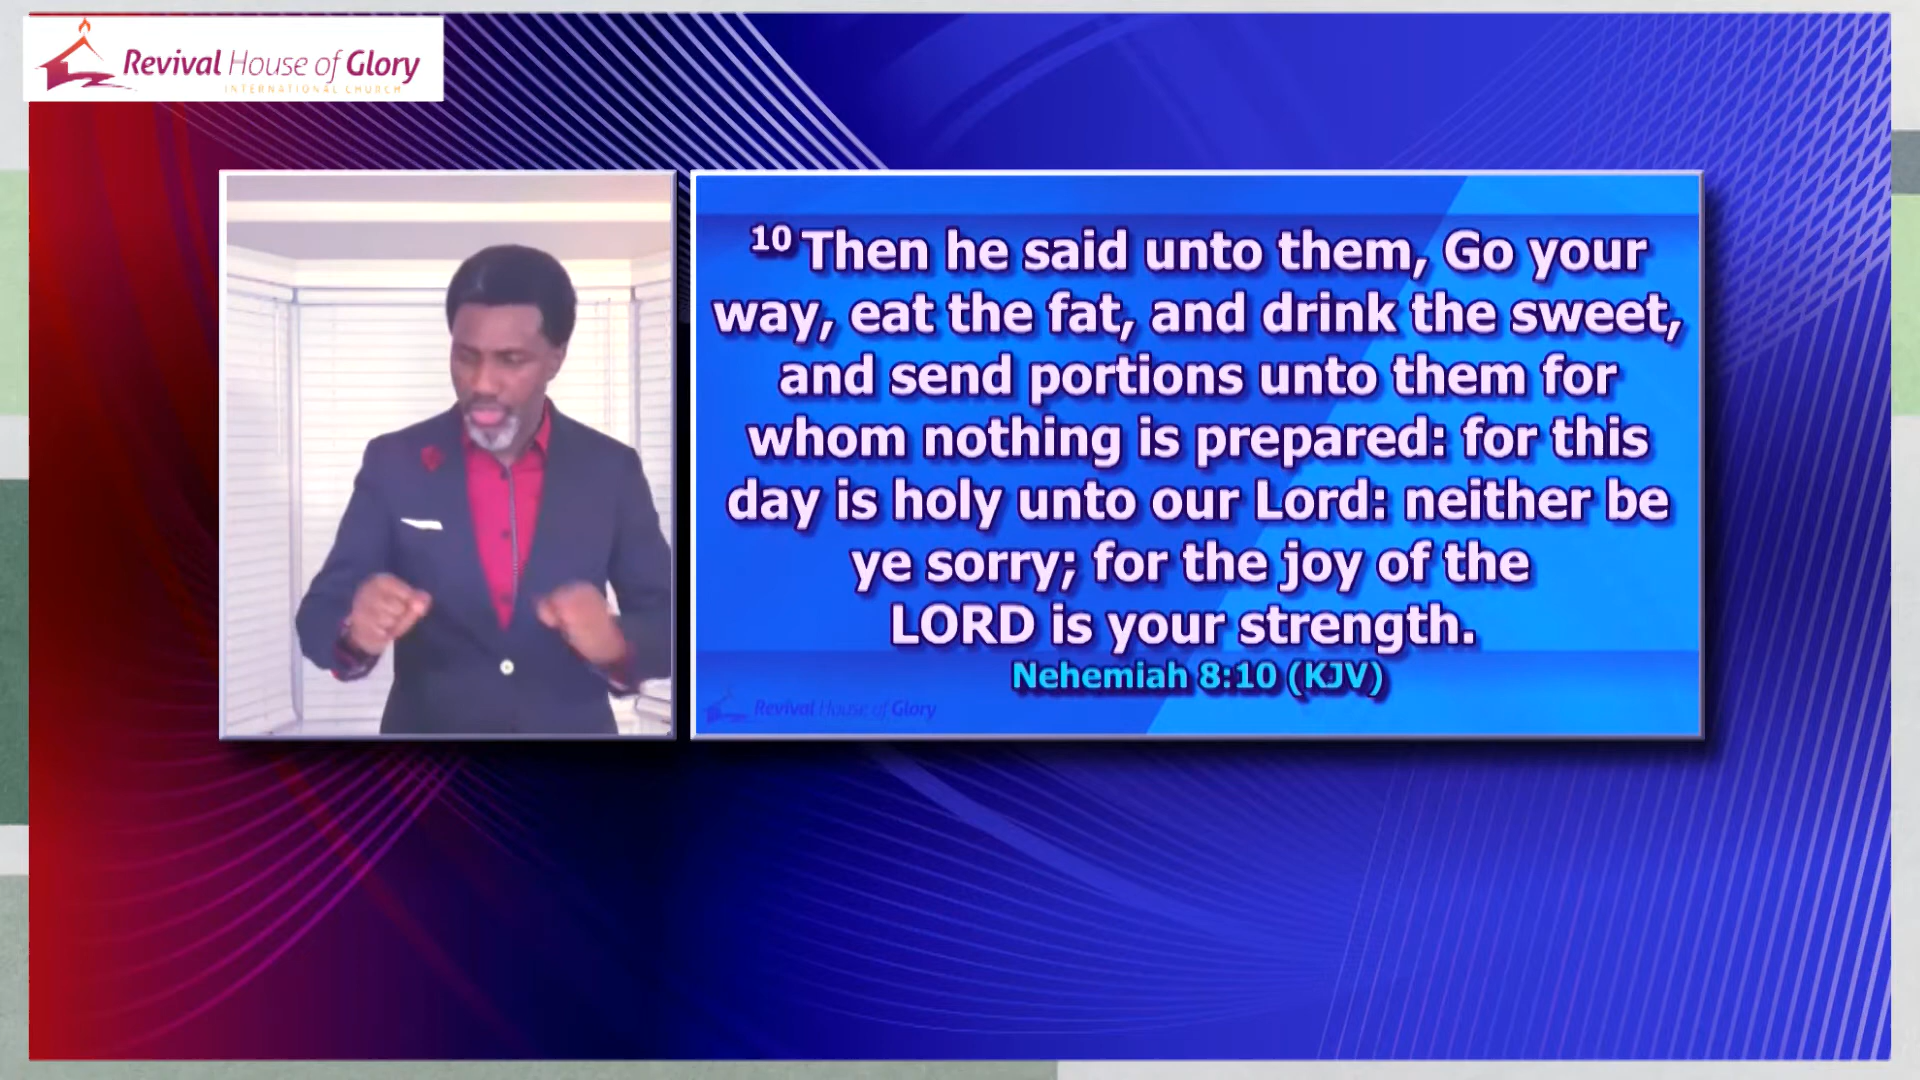 Revival House of Glory
INTERNATIONAL CHURCH
10 Then he said unto them, Go your
way, eat the fat, and drink the sweet,
and send portions unto them for
whom nothing is prepared: for this
day is holy unto our Lord: neither be
ye sorry; for the joy of the
LORD is your strength.
Nehemiah 8:10 (KJV)
Revival House of Glory